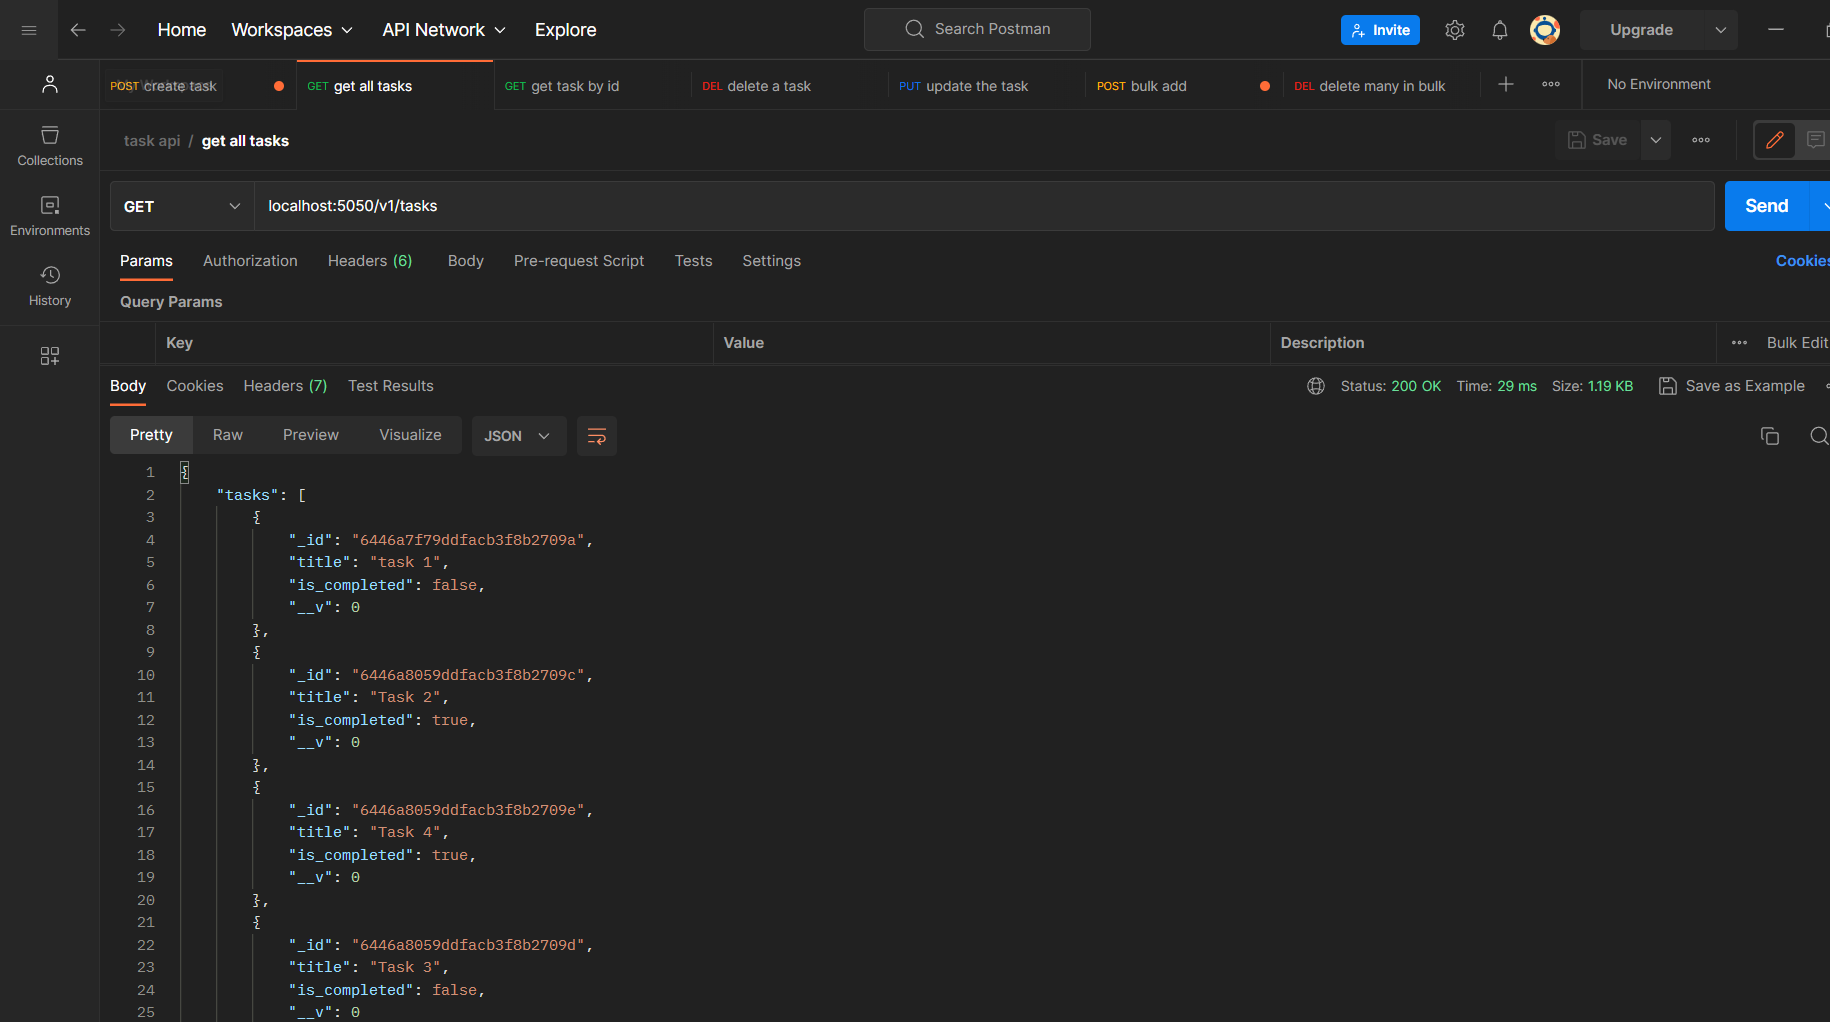 Home Workspaces API Network Explore Search Postman Invite Upgrade
POST create task GET get all tasks GET get task by id DEL delete a task PUT update the task POST bulk add DEL delete many in bulk No Environment
task api / get all tasks Save
Collections
Environments
History
GET localhost:5050/v1/tasks Send
Params Authorization Headers (6) Body Pre-request Script Tests Settings Cookies
Query Params
Key Value Description Bulk Edit
Body Cookies Headers (7) Test Results Status: 200 OK Time: 29 ms Size: 1.19 KB Save as Example
Pretty Raw Preview Visualize JSON
1 {
2 "tasks": [
3 {
4 "_id": "6446a7f79ddfacb3f8b2709a",
5 "title": "task 1",
6 "is_completed": false,
7 "__v": 0
8 },
9 {
10 "_id": "6446a8059ddfacb3f8b2709c",
11 "title": "Task 2",
12 "is_completed": true,
13 "__v": 0
14 },
15 {
16 "_id": "6446a8059ddfacb3f8b2709e",
17 "title": "Task 4",
18 "is_completed": true,
19 "__v": 0
20 },
21 {
22 "_id": "6446a8059ddfacb3f8b2709d",
23 "title": "Task 3",
24 "is_completed": false,
25 "__v": 0